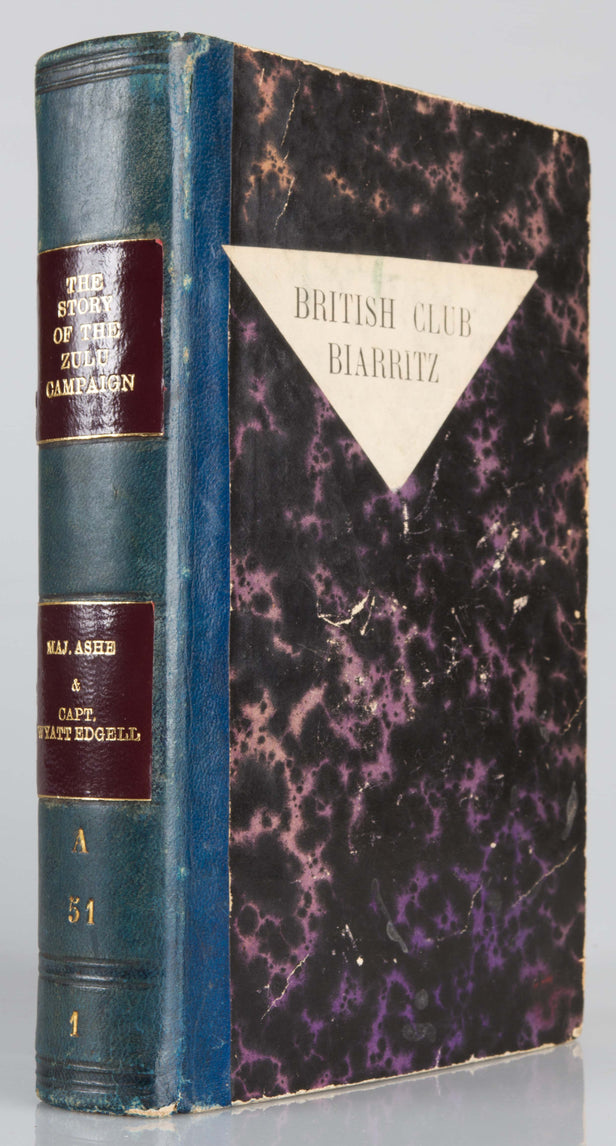 THE
STORY
OF THE
ZULU
CAMPAIGN
MAJ. ASHE
&
CAPT.
WYATT EDGELL
A
51
1
BRITISH CLUB
BIARRITZ